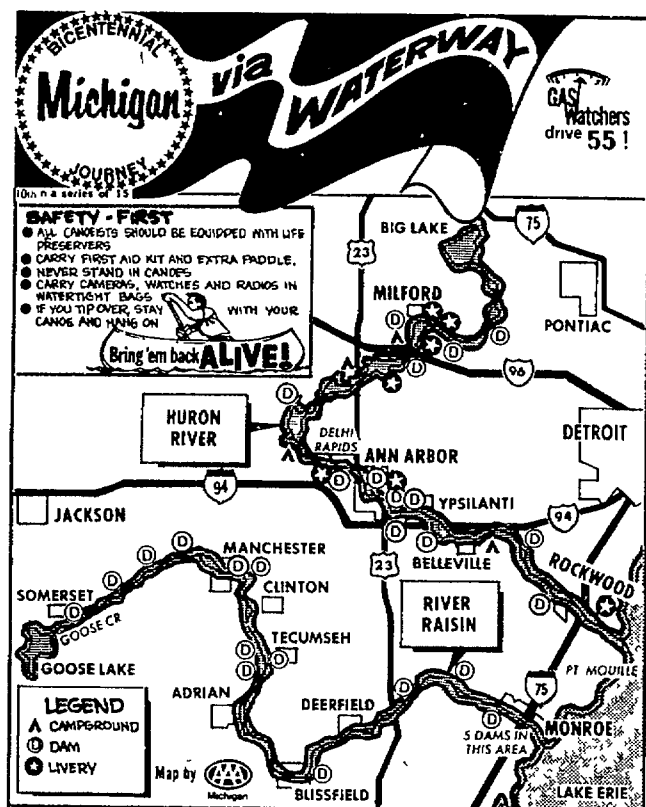 BICENTENNIAL
Michigan
JOURNEY
via WATERWAY
GAS
Watchers
drive 55!
10th in a series of 15
SAFETY - FIRST
ALL CANOEISTS SHOULD BE EQUIPPED WITH LIFE
PRESERVERS
CARRY FIRST AID KIT AND EXTRA PADDLE,
NEVER STAND IN CANOES
CARRY CAMERAS, WATCHES AND RADIOS IN
WATERTIGHT BAGS
IF YOU TIP OVER, STAY WITH YOUR
CANOE AND HANG ON
Bring 'em back ALIVE!
BIG LAKE
23
75
MILFORD
D
PONTIAC
D
D
D
96
D
HURON
RIVER
DELHI
RAPIDS
DETROIT
ANN ARBOR
94
D
D
D
D
YPSILANTI
JACKSON
94
D
D
D
BELLEVILLE
23
ROCKWOOD
D
MANCHESTER
D
D
D
D
D
CLINTON
SOMERSET
D
GOOSE CR
RIVER
RAISIN
TECUMSEH
D
D
D
GOOSE LAKE
PT MOUILLE
D
D
75
ADRIAN
DEERFIELD
MONROE
D
5 DAMS IN
THIS AREA
LEGEND
CAMPGROUND
D DAM
LIVERY
Map by
AAA
Michigan
D
D
BLISSFIELD
LAKE ERIE